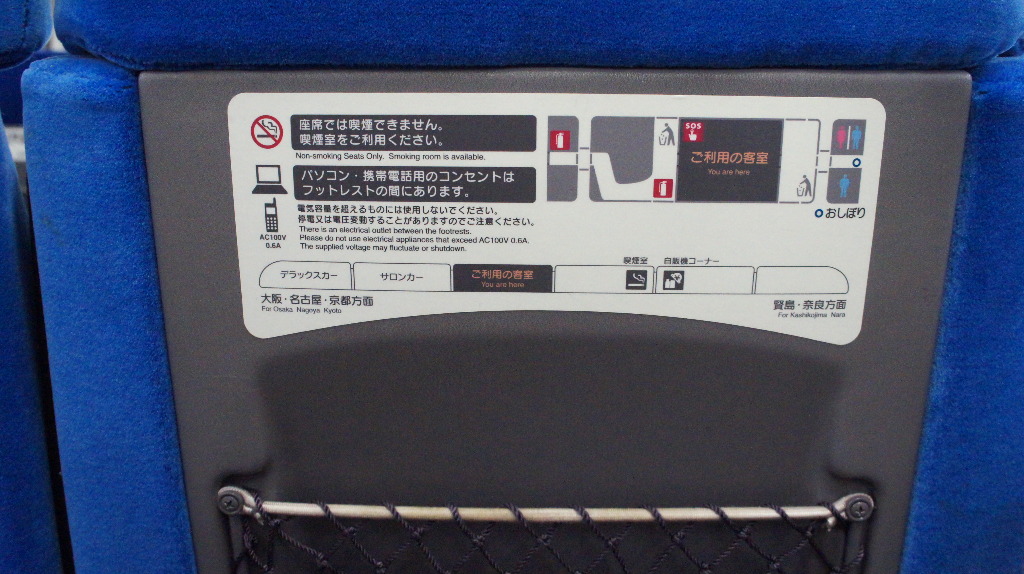 座席では喫煙できません。
喫煙室をご利用ください。
Non-smoking Seats Only. Smoking room is available.
パソコン・携帯電話用のコンセントは
フットレストの間にあります。
AC100V
0.6A
電気容量を超えるものには使用しないでください。
停電又は電圧変動することがありますのでご注意ください。
There is an electrical outlet between the footrests.
Please do not use electrical appliances that exceed AC100V 0.6A.
The supplied voltage may fluctuate or shutdown.
SOS
ご利用の客室
You are here
おしぼり
喫煙室 自販機コーナー
デラックスカー サロンカー ご利用の客室
You are here
大阪・名古屋・京都方面
For Osaka Nagoya Kyoto
賢島・奈良方面
For Kashikojima Nara